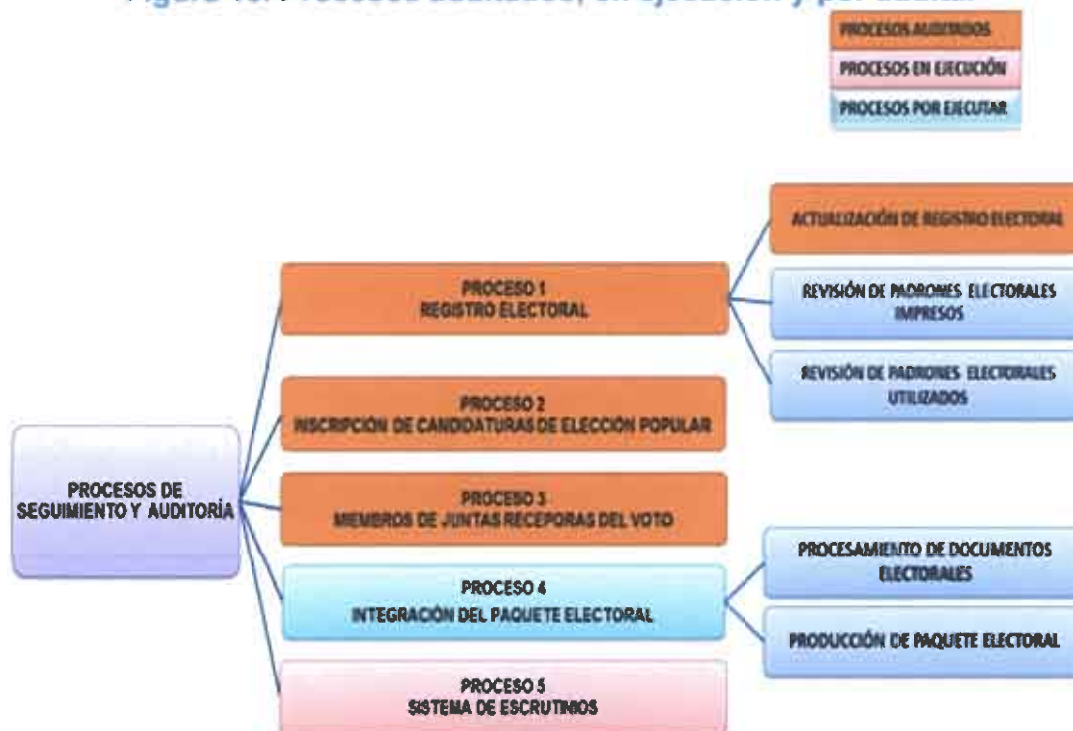 PROCESOS AUDITADOS
PROCESOS EN EJECUCIÓN
PROCESOS POR EJECUTAR
PROCESOS DE
SEGUIMIENTO Y AUDITORÍA
PROCESO 1
REGISTRO ELECTORAL
ACTUALIZACIÓN DE REGISTRO ELECTORAL
REVISIÓN DE PADRONES ELECTORALES
IMPRESOS
REVISIÓN DE PADRONES ELECTORALES
UTILIZADOS
PROCESO 2
INSCRIPCIÓN DE CANDIDATURAS DE ELECCIÓN POPULAR
PROCESO 3
MIEMBROS DE JUNTAS RECEPORAS DEL VOTO
PROCESO 4
INTEGRACIÓN DEL PAQUETE ELECTORAL
PROCESAMIENTO DE DOCUMENTOS
ELECTORALES
PRODUCCIÓN DE PAQUETE ELECTORAL
PROCESO 5
SISTEMA DE ESCRUTINIOS